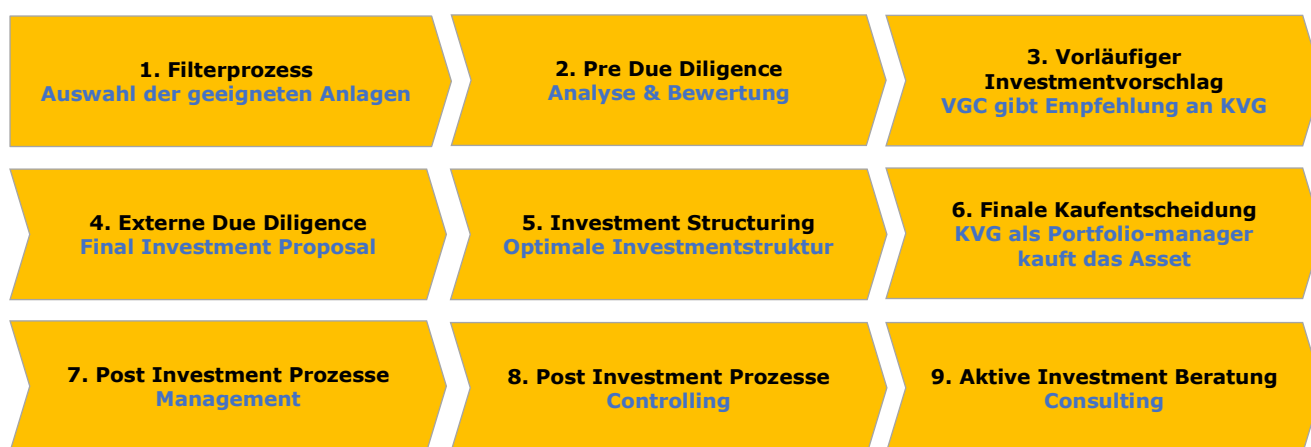 1. Filterprozess
Auswahl der geeigneten Anlagen
2. Pre Due Diligence
Analyse & Bewertung
3. Vorläufiger
Investmentvorschlag
VGC gibt Empfehlung an KVG
4. Externe Due Diligence
Final Investment Proposal
5. Investment Structuring
Optimale Investmentstruktur
6. Finale Kaufentscheidung
KVG als Portfolio-manager
kauft das Asset
7. Post Investment Prozesse
Management
8. Post Investment Prozesse
Controlling
9. Aktive Investment Beratung
Consulting